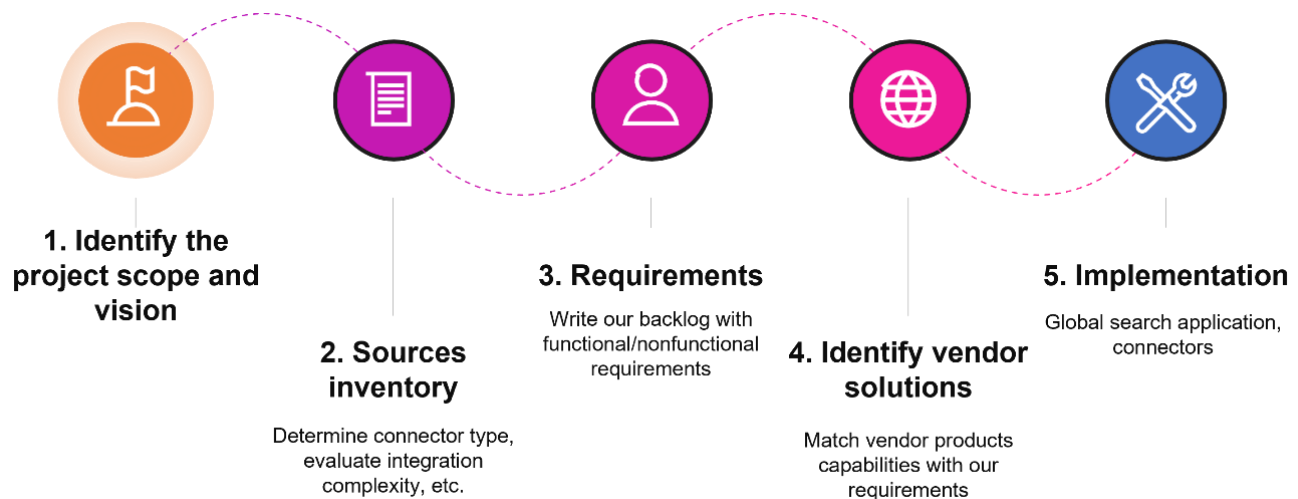 1. Identify the
project scope and
vision
2. Sources
inventory
Determine connector type,
evaluate integration
complexity, etc.
3. Requirements
Write our backlog with
functional/nonfunctional
requirements
4. Identify vendor
solutions
Match vendor products
capabilities with our
requirements
5. Implementation
Global search application,
connectors